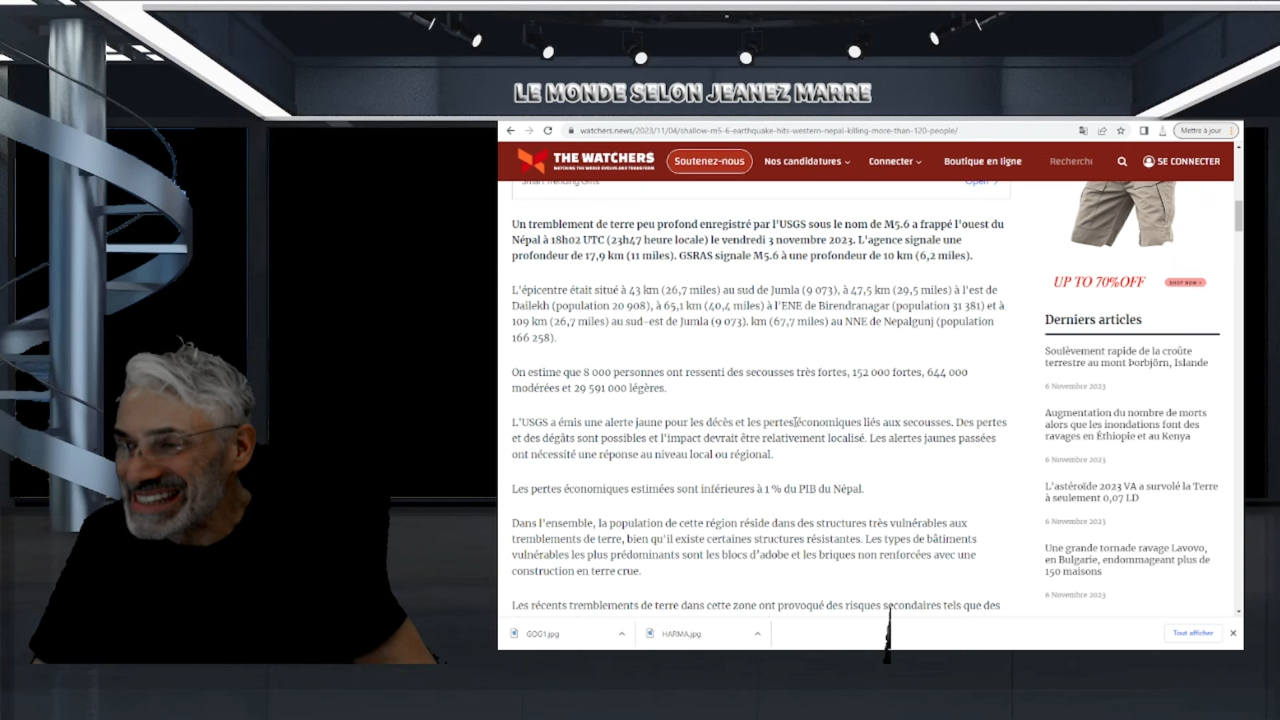 LE MONDE SELON JEANEZ MARRE
watchers.news/2023/11/04/shallow-m5-6-earthquake-hits-western-nepal-killing-more-than-120-people/
Mettre à jour
THE WATCHERS
WATCHING THE WORLD EVOLVE AND TRANSFORM
Soutenez-nous
Nos candidatures
Connecter
Boutique en ligne
Recherche
SE CONNECTER
Smart Trending Gifts
Open
Un tremblement de terre peu profond enregistré par l'USGS sous le nom de M5.6 a frappé l'ouest du
Népal à 18h02 UTC (23h47 heure locale) le vendredi 3 novembre 2023. L'agence signale une
profondeur de 17,9 km (11 miles). GSRAS signale M5.6 à une profondeur de 10 km (6,2 miles).
L'épicentre était situé à 43 km (26,7 miles) au sud de Jumla (9 073), à 47,5 km (29,5 miles) à l'est de
Dailekh (population 20 908), à 65,1 km (40,4 miles) à l'ENE de Birendranagar (population 31 381) et à
109 km (26,7 miles) au sud-est de Jumla (9 073). km (67,7 miles) au NNE de Nepalgunj (population
166 258).
On estime que 8 000 personnes ont ressenti des secousses très fortes, 152 000 fortes, 644 000
modérées et 29 591 000 légères.
L'USGS a émis une alerte jaune pour les décès et les pertes économiques liés aux secousses. Des pertes
et des dégâts sont possibles et l'impact devrait être relativement localisé. Les alertes jaunes passées
ont nécessité une réponse au niveau local ou régional.
Les pertes économiques estimées sont inférieures à 1 % du PIB du Népal.
Dans l'ensemble, la population de cette région réside dans des structures très vulnérables aux
tremblements de terre, bien qu'il existe certaines structures résistantes. Les types de bâtiments
vulnérables les plus prédominants sont les blocs d'adobe et les briques non renforcées avec une
construction en terre crue.
Les récents tremblements de terre dans cette zone ont provoqué des risques secondaires tels que des
UP TO 70%OFF
SHOP NOW >
Derniers articles
Soulèvement rapide de la croûte
terrestre au mont Þorbjörn, Islande
6 Novembre 2023
Augmentation du nombre de morts
alors que les inondations font des
ravages en Éthiopie et au Kenya
6 Novembre 2023
L'astéroïde 2023 VA a survolé la Terre
à seulement 0,07 LD
6 Novembre 2023
Une grande tornade ravage Lavovo,
en Bulgarie, endommageant plus de
150 maisons
6 Novembre 2023
GOG1.jpg
HARMA.jpg
Tout afficher